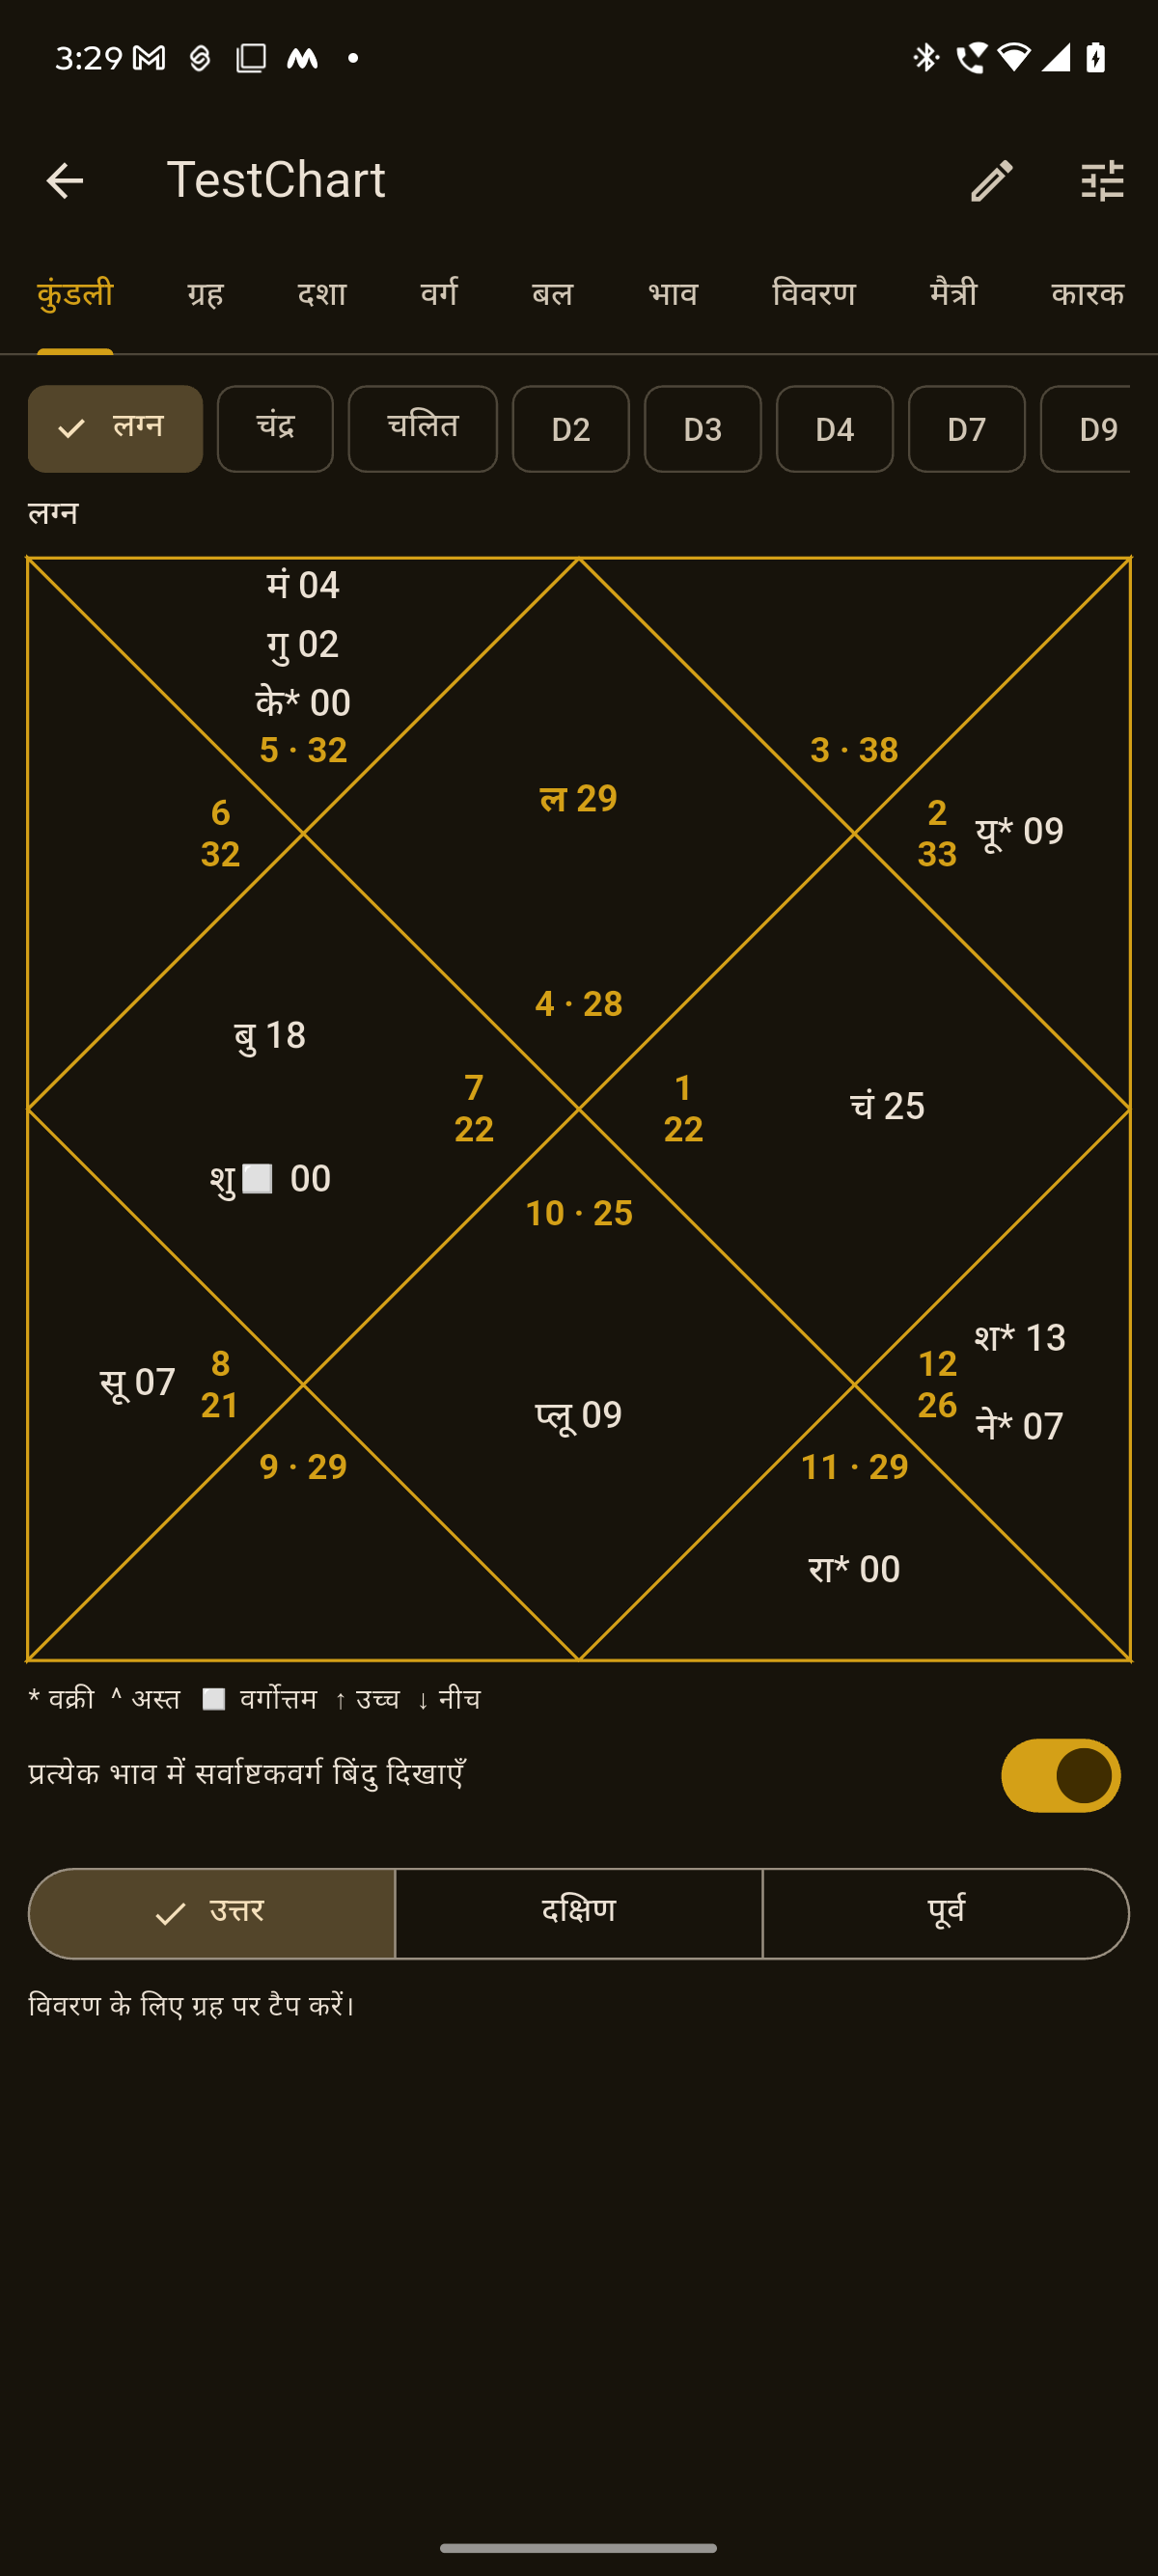 3:29
TestChart
कुंडली ग्रह दशा वर्ग बल भाव विवरण मैत्री कारक
लग्न चंद्र चलित D2 D3 D4 D7 D9
लग्न
मं 04
गु 02
के* 00
5 · 32
3 · 38
ल 29
6
32
2
33
यू* 09
4 · 28
बु 18
7
22
1
22
चं 25
शु⬜ 00
10 · 25
सू 07
8
21
प्लू 09
12
26
श* 13
ने* 07
9 · 29
11 · 29
रा* 00
* वक्री ^ अस्त ⬜ वर्गोत्तम ↑ उच्च ↓ नीच
प्रत्येक भाव में सर्वाष्टकवर्ग बिंदु दिखाएँ
उत्तर दक्षिण पूर्व
विवरण के लिए ग्रह पर टैप करें।